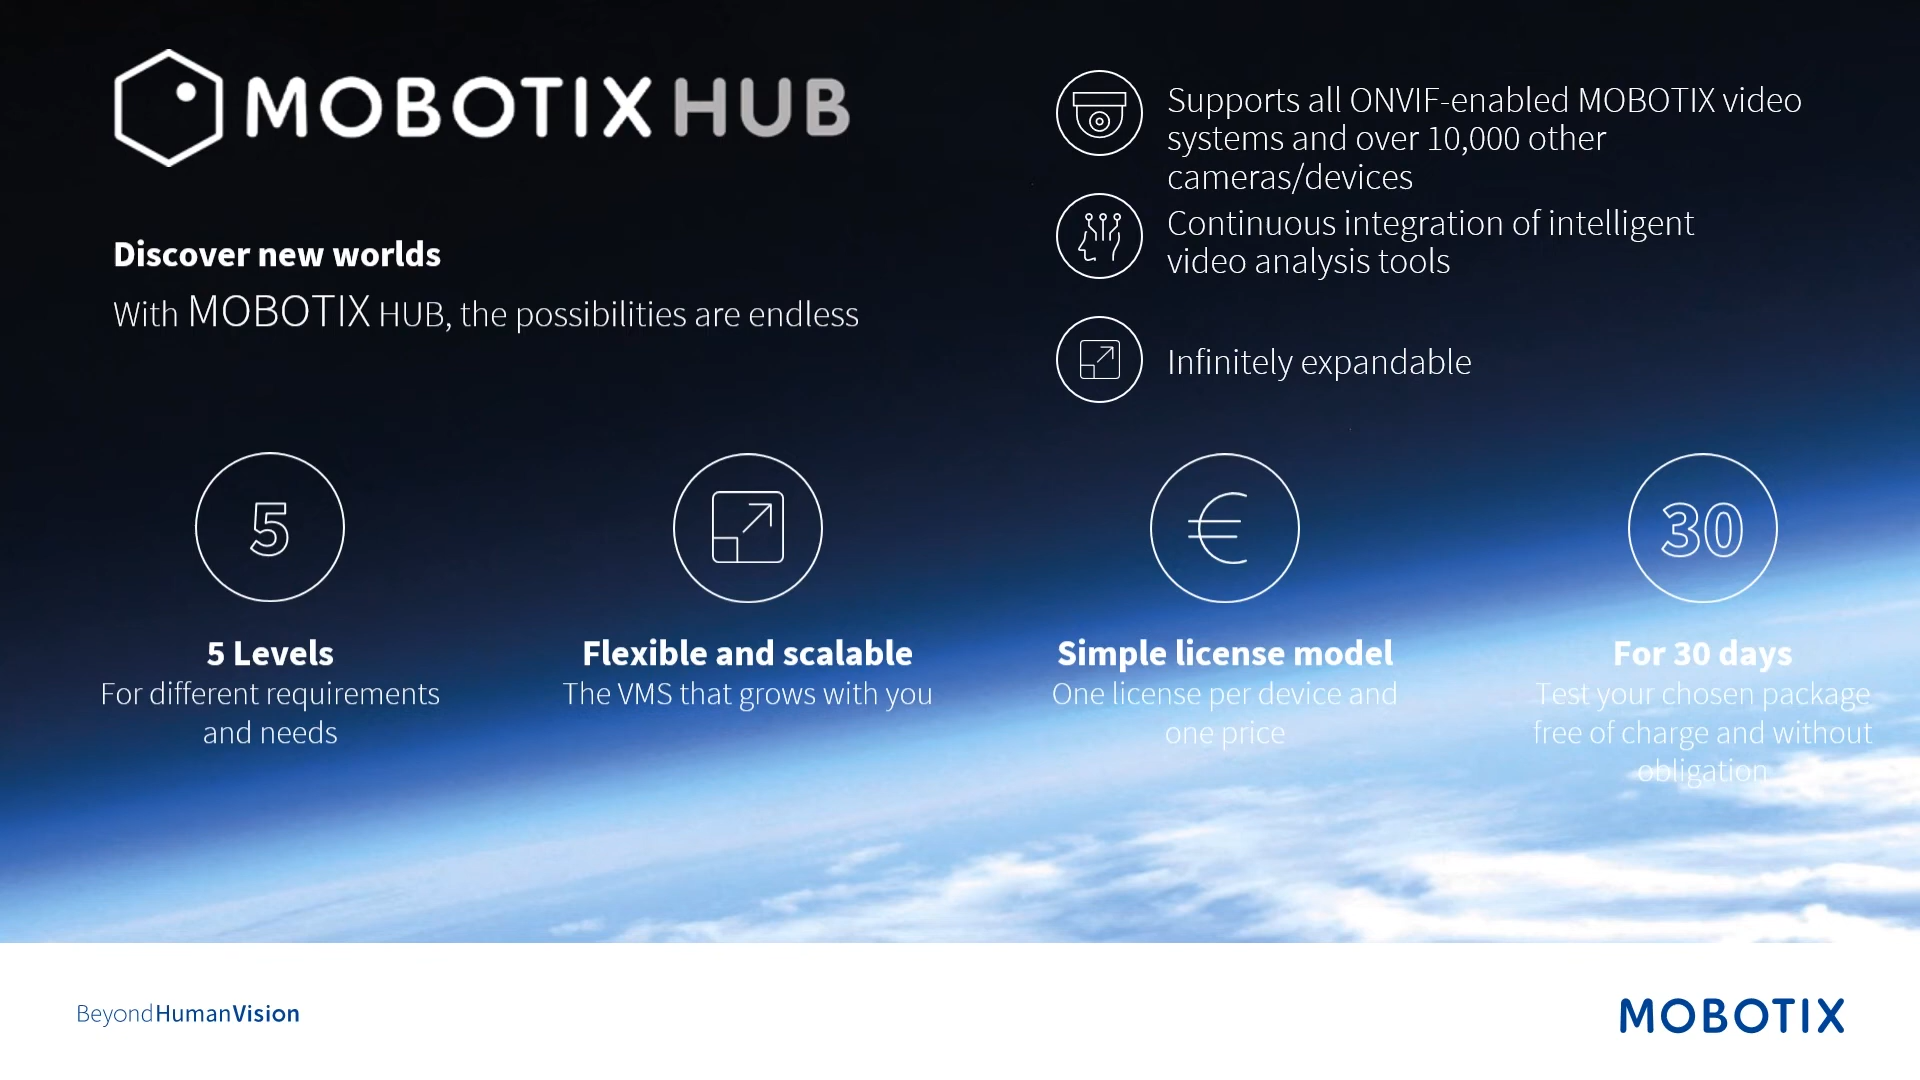 MOBOTIX HUB
Discover new worlds
With MOBOTIX HUB, the possibilities are endless
Supports all ONVIF-enabled MOBOTIX video
systems and over 10,000 other
cameras/devices
Continuous integration of intelligent
video analysis tools
Infinitely expandable
5
5 Levels
For different requirements
and needs
Flexible and scalable
The VMS that grows with you
€
Simple license model
One license per device and
one price
30
For 30 days
Test your chosen package
free of charge and without
obligation
BeyondHumanVision
MOBOTIX